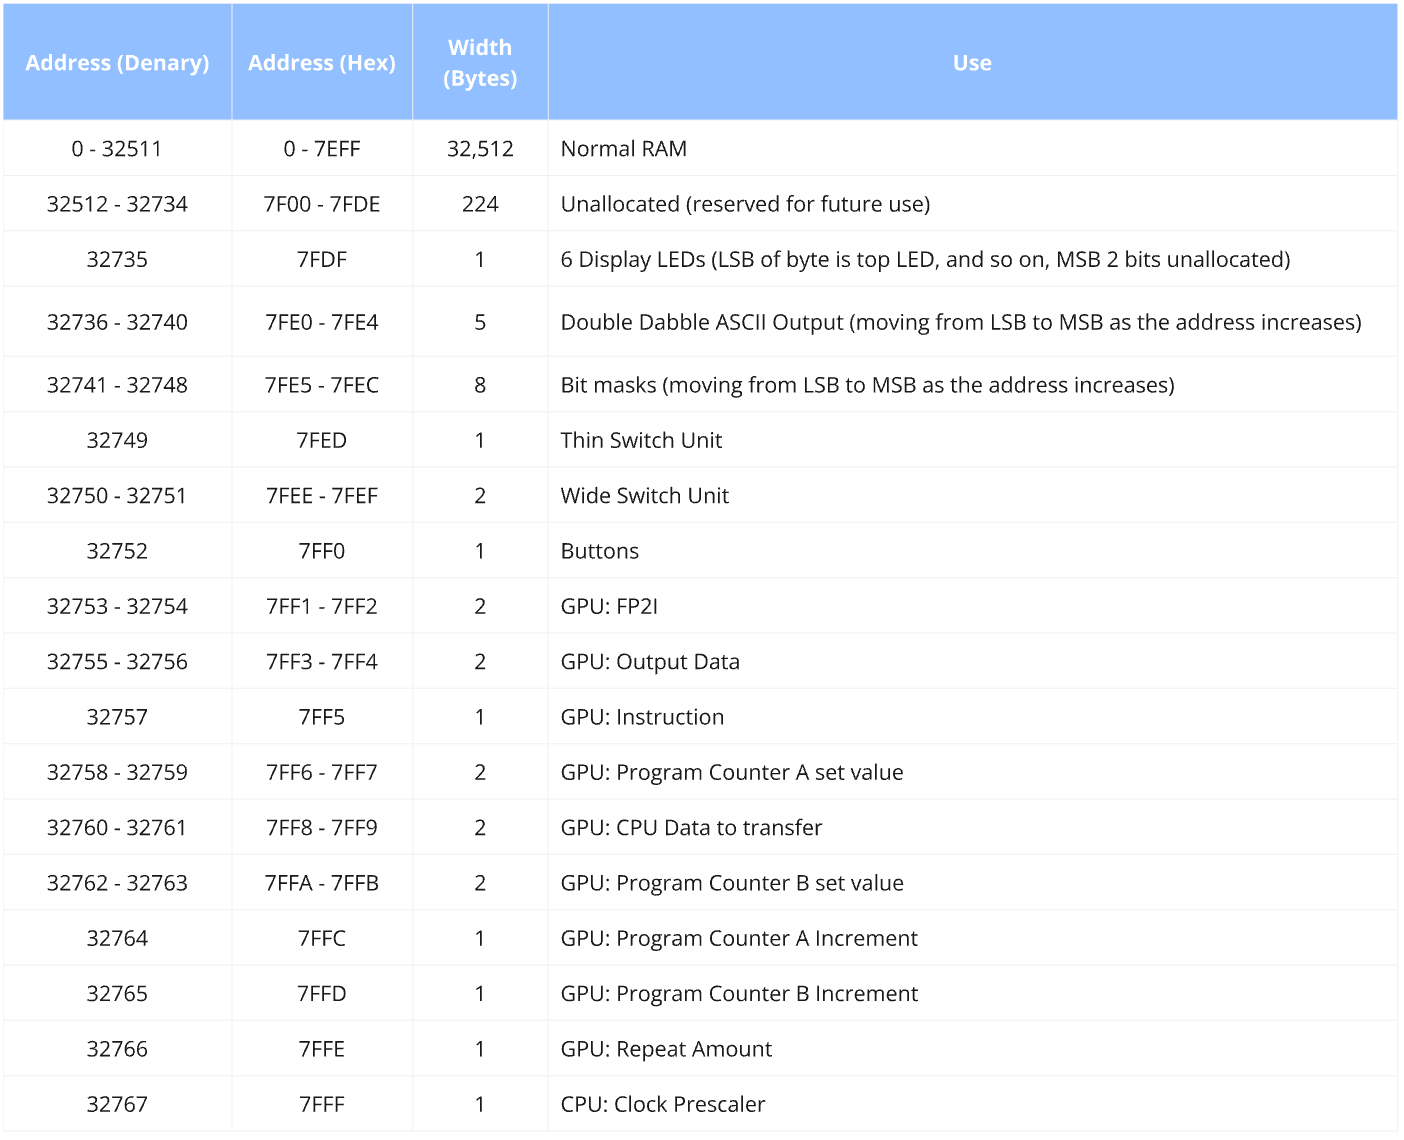 Address (Denary) Address (Hex) Width (Bytes) Use
0 - 32511 0 - 7EFF 32,512 Normal RAM
32512 - 32734 7F00 - 7FDE 224 Unallocated (reserved for future use)
32735 7FDF 1 6 Display LEDs (LSB of byte is top LED, and so on, MSB 2 bits unallocated)
32736 - 32740 7FE0 - 7FE4 5 Double Dabble ASCII Output (moving from LSB to MSB as the address increases)
32741 - 32748 7FE5 - 7FEC 8 Bit masks (moving from LSB to MSB as the address increases)
32749 7FED 1 Thin Switch Unit
32750 - 32751 7FEE - 7FEF 2 Wide Switch Unit
32752 7FF0 1 Buttons
32753 - 32754 7FF1 - 7FF2 2 GPU: FP2I
32755 - 32756 7FF3 - 7FF4 2 GPU: Output Data
32757 7FF5 1 GPU: Instruction
32758 - 32759 7FF6 - 7FF7 2 GPU: Program Counter A set value
32760 - 32761 7FF8 - 7FF9 2 GPU: CPU Data to transfer
32762 - 32763 7FFA - 7FFB 2 GPU: Program Counter B set value
32764 7FFC 1 GPU: Program Counter A Increment
32765 7FFD 1 GPU: Program Counter B Increment
32766 7FFE 1 GPU: Repeat Amount
32767 7FFF 1 CPU: Clock Prescaler